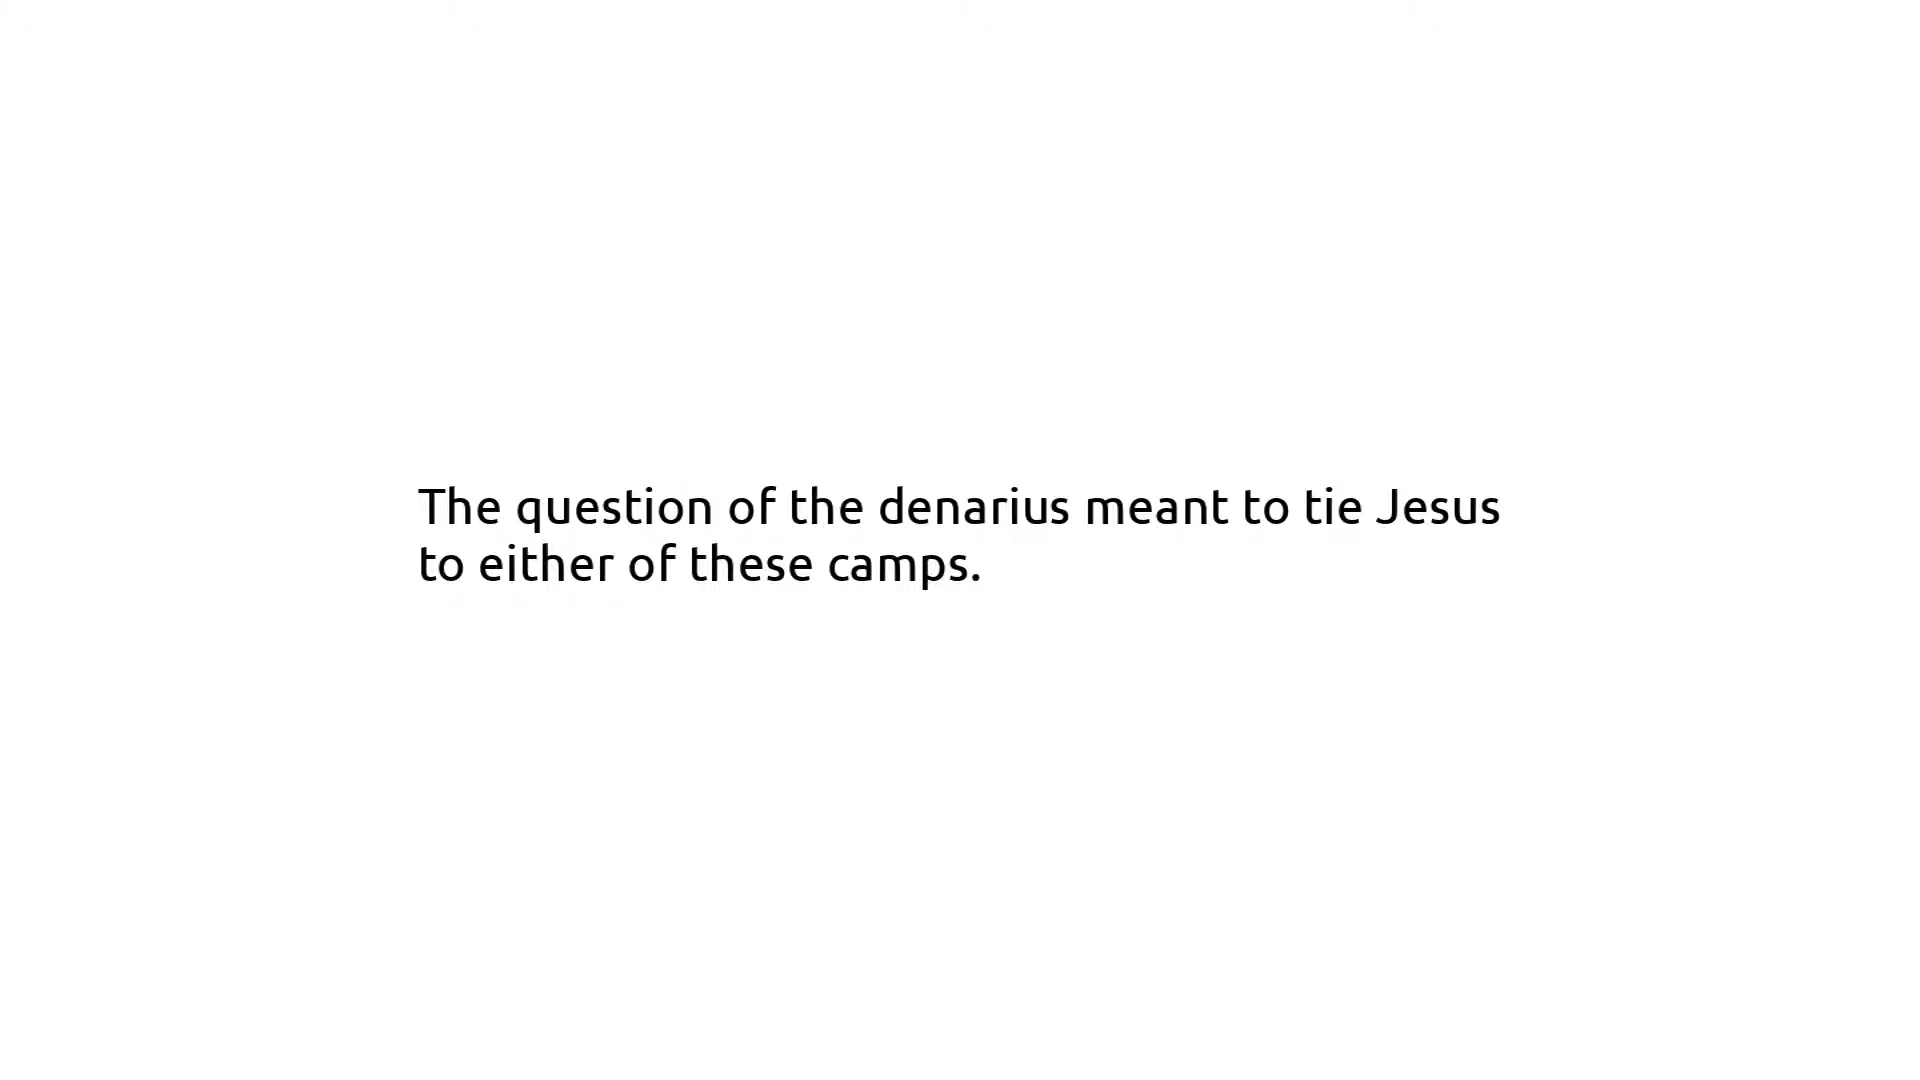 The question of the denarius meant to tie Jesus
to either of these camps.